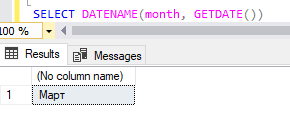 SELECT DATENAME(month, GETDATE())
100 %
Results
Messages
(No column name)
1 Март